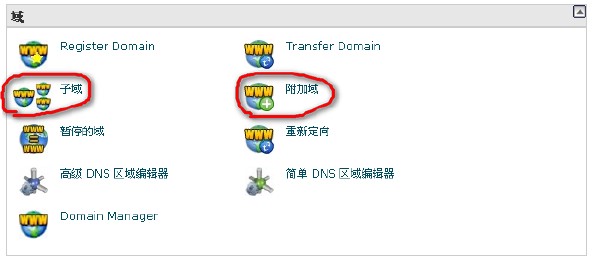 域
Register Domain
Transfer Domain
子域
附加域
暂停的域
重新定向
高级 DNS 区域编辑器
简单 DNS 区域编辑器
Domain Manager